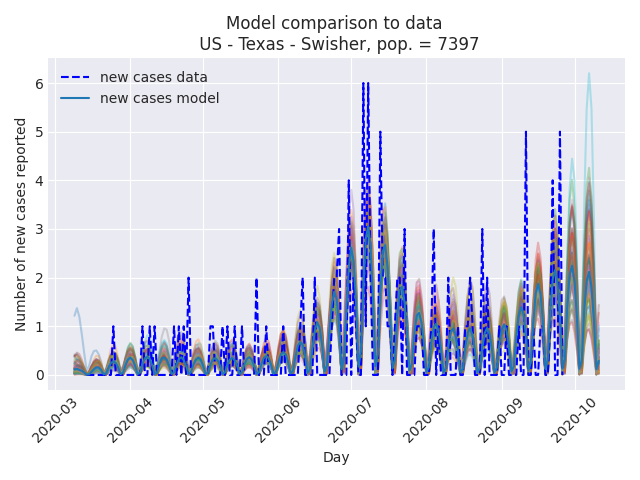 Model comparison to data
US - Texas - Swisher, pop. = 7397
new cases data
new cases model
Number of new cases reported
6
5
4
3
2
1
0
2020-03
2020-04
2020-05
2020-06
2020-07
2020-08
2020-09
2020-10
Day